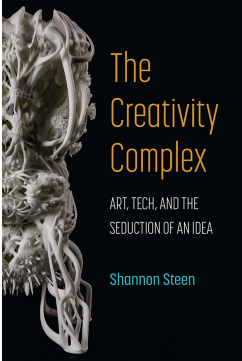 The
Creativity
Complex
ART, TECH, AND THE
SEDUCTION OF AN IDEA
Shannon Steen